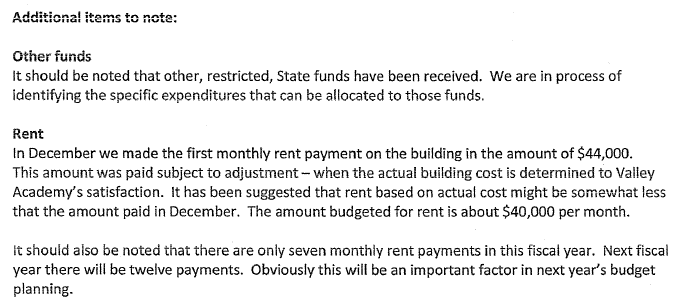 Additional items to note:
Other funds
It should be noted that other, restricted, State funds have been received. We are in process of
identifying the specific expenditures that can be allocated to those funds.
Rent
In December we made the first monthly rent payment on the building in the amount of $44,000.
This amount was paid subject to adjustment – when the actual building cost is determined to Valley
Academy's satisfaction. It has been suggested that rent based on actual cost might be somewhat less
that the amount paid in December. The amount budgeted for rent is about $40,000 per month.
It should also be noted that there are only seven monthly rent payments in this fiscal year. Next fiscal
year there will be twelve payments. Obviously this will be an important factor in next year's budget
planning.